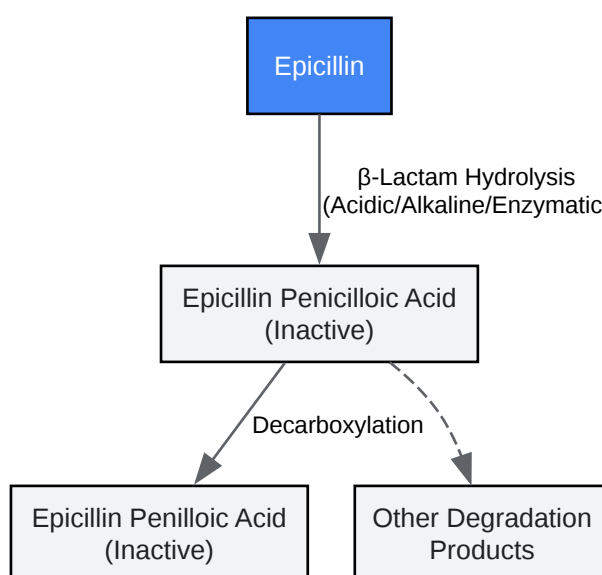 Epicillin
β-Lactam Hydrolysis
(Acidic/Alkaline/Enzymatic
Epicillin Penicilloic Acid
(Inactive)
Decarboxylation
Epicillin Penilloic Acid
(Inactive)
Other Degradation
Products